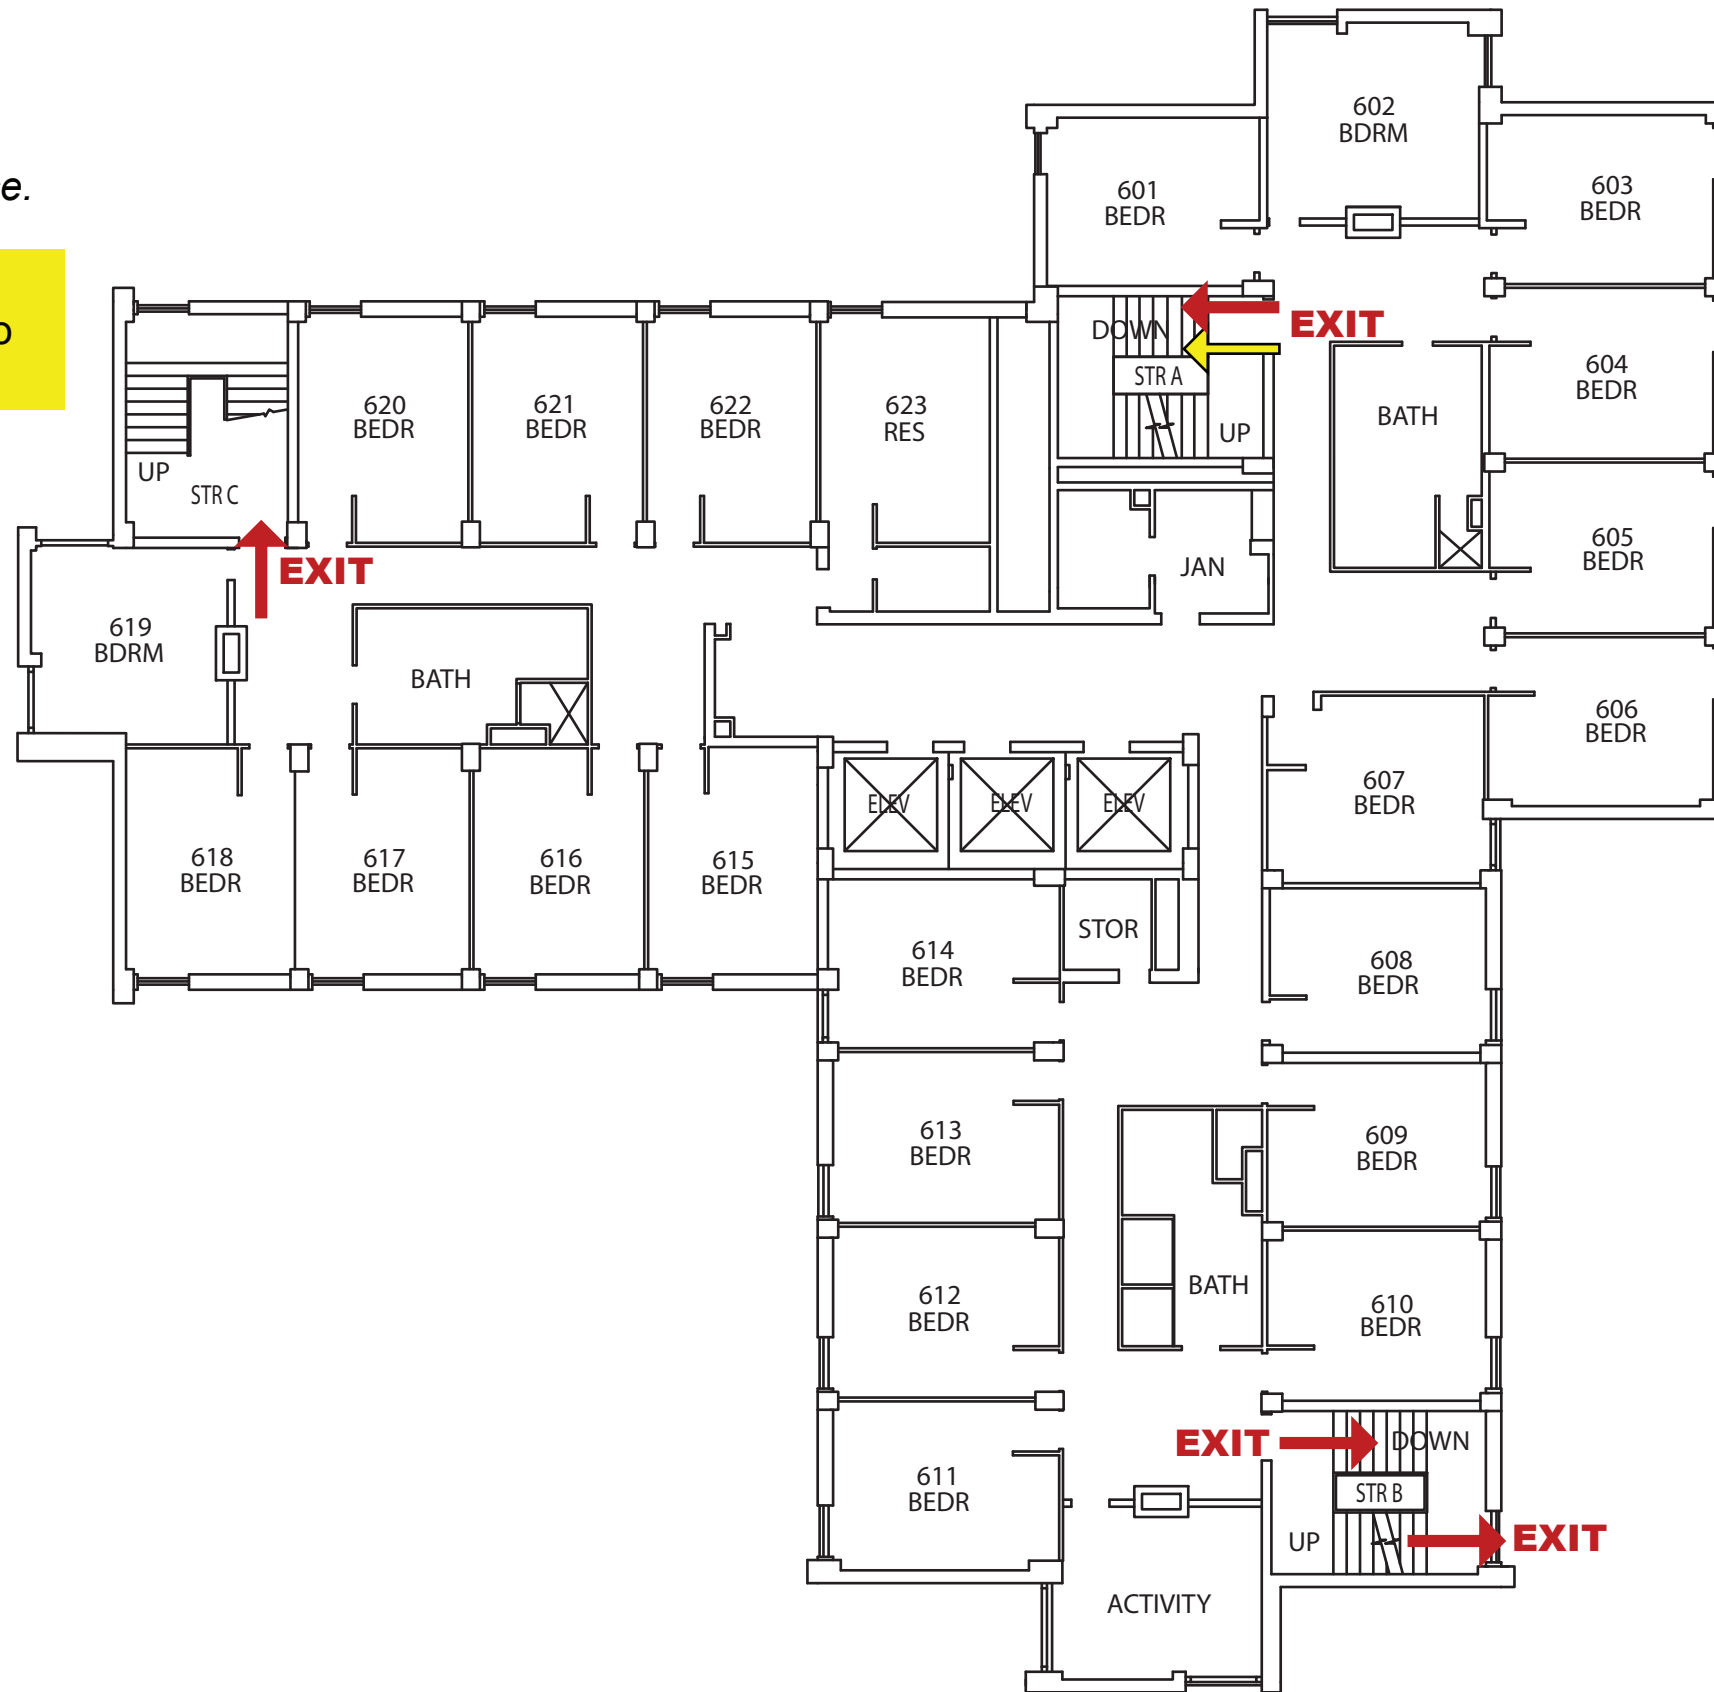 e.
o
602
BDRM
601
BEDR
603
BEDR
DOWN
EXIT
STR A
UP
604
BEDR
BATH
620
BEDR
621
BEDR
622
BEDR
623
RES
UP
STR C
605
BEDR
JAN
EXIT
619
BDRM
BATH
606
BEDR
607
BEDR
ELEV
ELEV
ELEV
618
BEDR
617
BEDR
616
BEDR
615
BEDR
614
BEDR
STOR
608
BEDR
613
BEDR
609
BEDR
612
BEDR
BATH
610
BEDR
EXIT
DOWN
611
BEDR
STR B
UP
EXIT
ACTIVITY